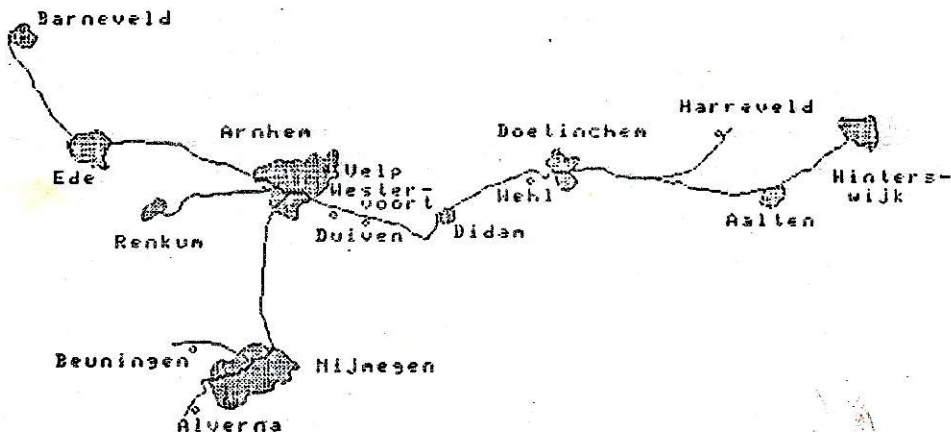 Barneveld
Harreveld
Arnhem
Doetinchem
Ede
Velp
Wester-
voort
Wehl
Winters-
wijk
Renkum
Duiven
Didam
Aalten
Beuningen
Nijmegen
Alverna